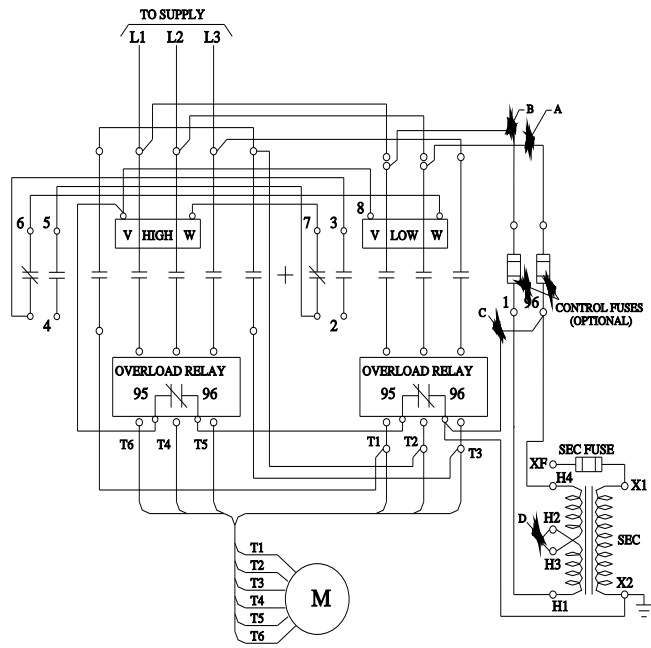 TO SUPPLY
L1 L2 L3
B A
6 5 7 3 8
V HIGH W V LOW W
4 2
1 96
CONTROL FUSES
(OPTIONAL)
C
OVERLOAD RELAY OVERLOAD RELAY
95 96 95 96
T6 T4 T5 T1 T2 T3
SEC FUSE
XF
H4 X1
D H2
SEC
H3
X2
H1
T1
T2
T3
T4
T5
T6
M